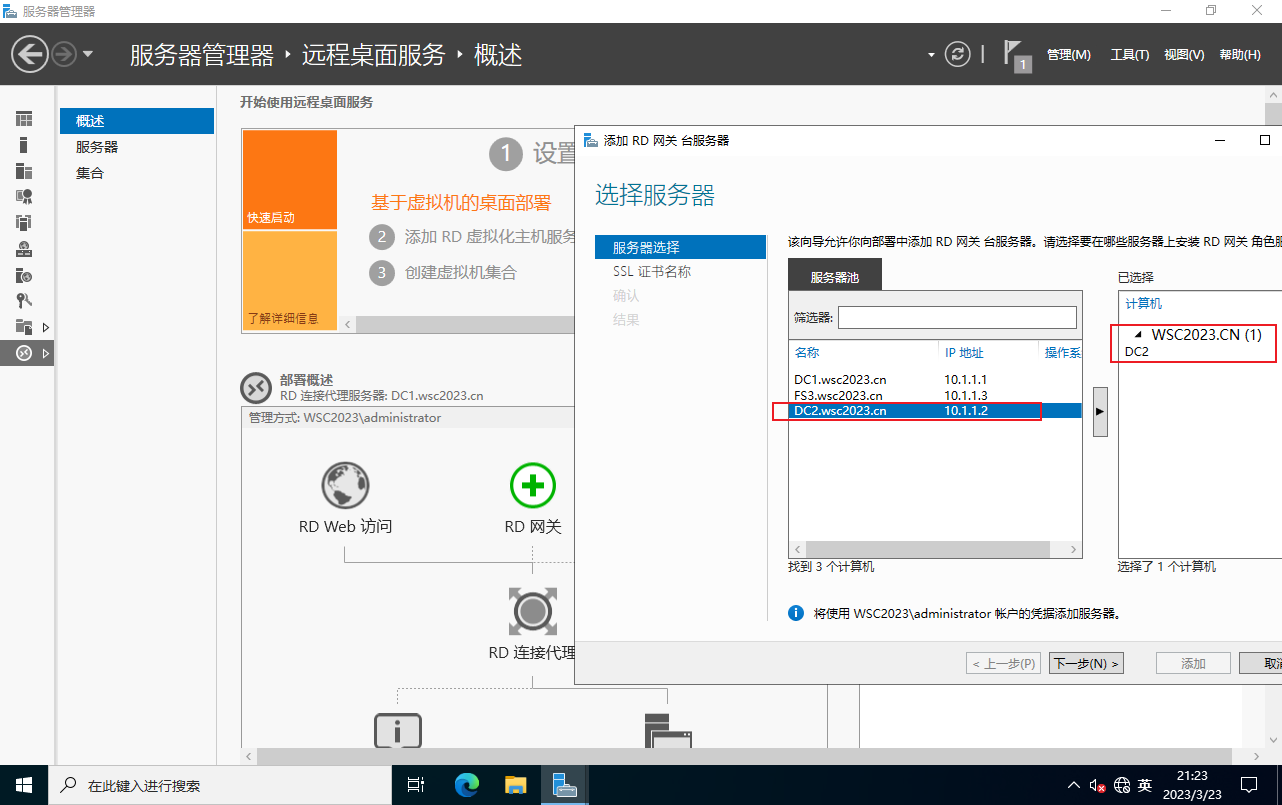 服务器管理器
服务器管理器 · 远程桌面服务 · 概述
1
管理(M) 工具(T) 视图(V) 帮助(H)
概述
服务器
集合
开始使用远程桌面服务
快速启动
了解详细信息
1 设置
基于虚拟机的桌面部署
2 添加 RD 虚拟化主机服务
3 创建虚拟机集合
部署概述
RD 连接代理服务器: DC1.wsc2023.cn
管理方式: WSC2023\administrator
RD Web 访问
RD 网关
RD 连接代理
添加 RD 网关 台服务器
选择服务器
服务器选择
SSL 证书名称
确认
结果
该向导允许你向部署中添加 RD 网关 台服务器。请选择要在哪些服务器上安装 RD 网关 角色服
服务器池
筛选器:
名称 IP 地址 操作系
DC1.wsc2023.cn 10.1.1.1
FS3.wsc2023.cn 10.1.1.3
DC2.wsc2023.cn 10.1.1.2
找到 3 个计算机
已选择
计算机
WSC2023.CN (1)
DC2
选择了 1 个计算机
将使用 WSC2023\administrator 帐户的凭据添加服务器。
< 上一步(P) 下一步(N) > 添加 取消
在此键入进行搜索
英
21:23
2023/3/23